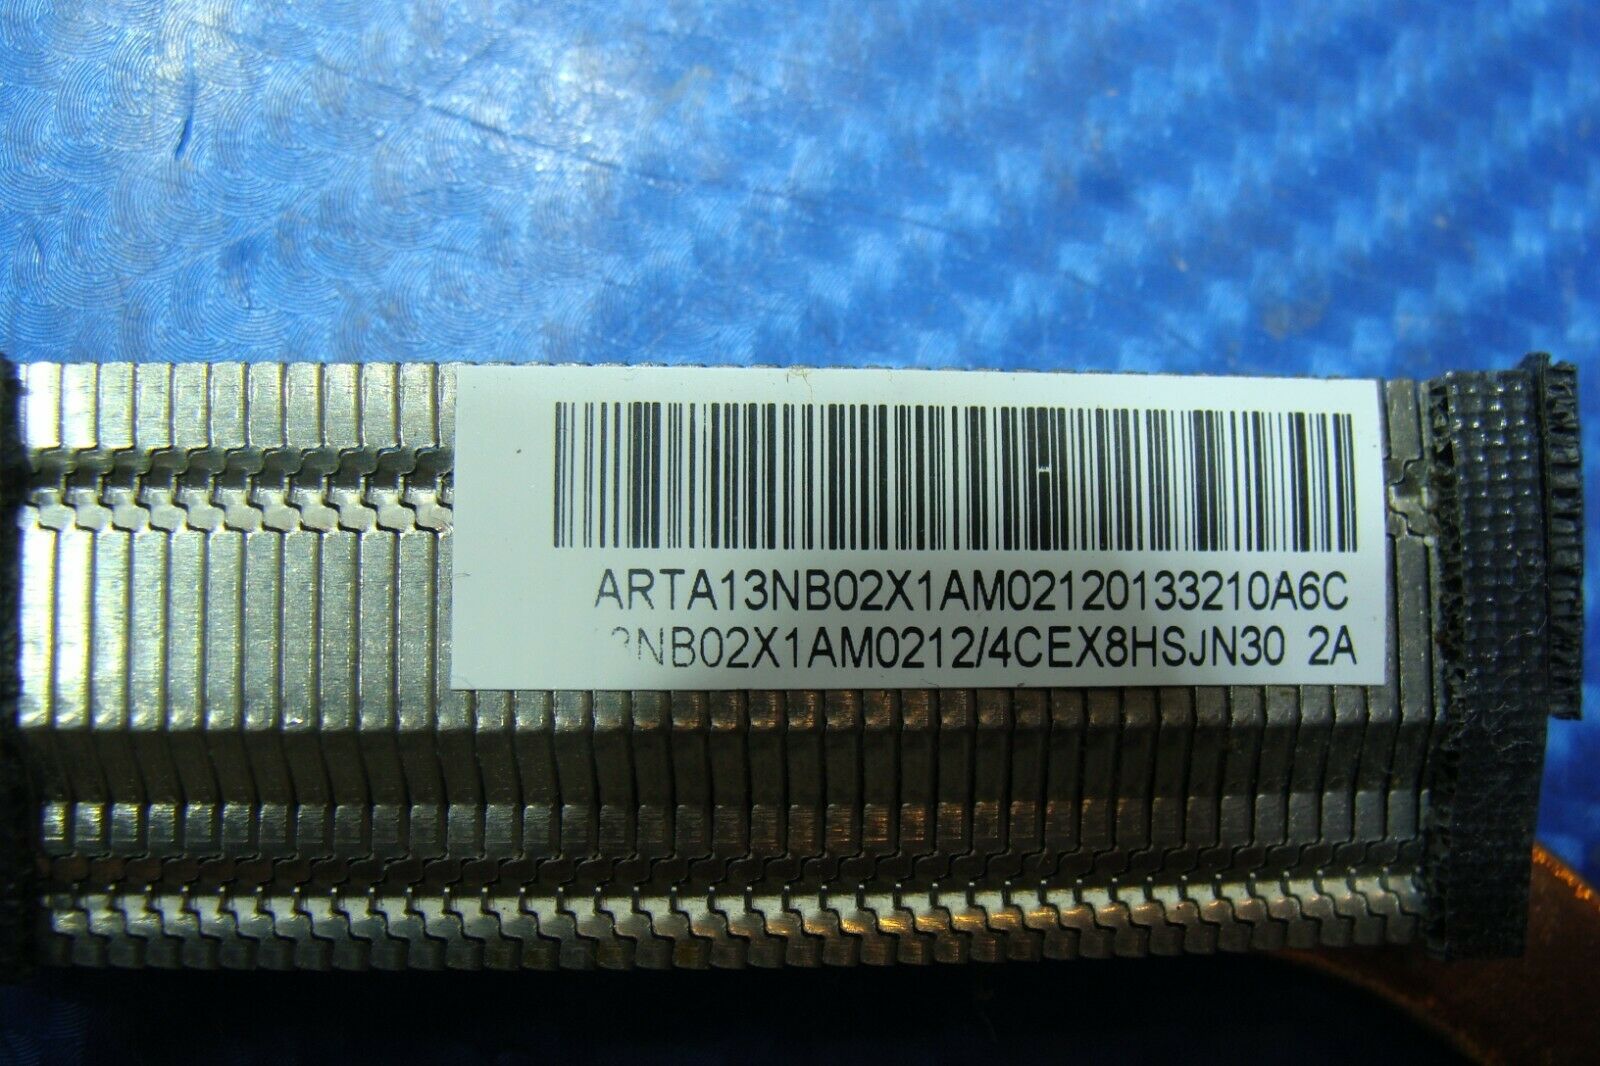 ARTA13NB02X1AM02120133210A6C
3NB02X1AM0212/4CEX8HSJN30 2A